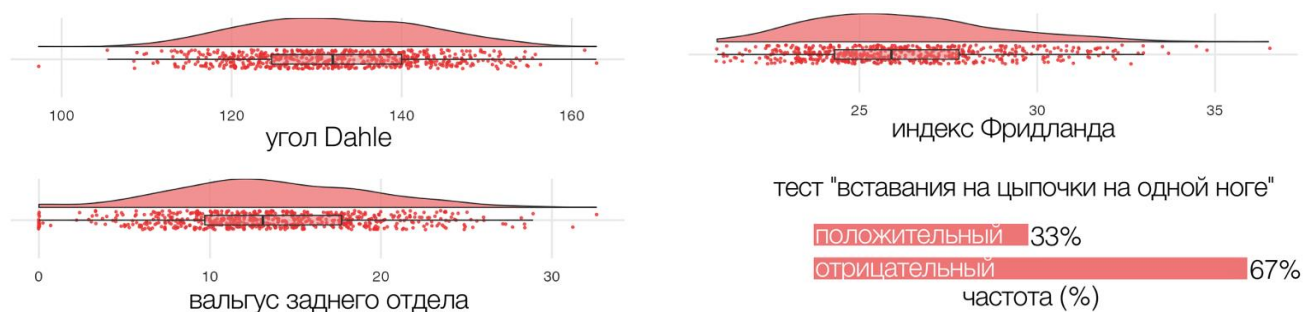 100 120 140 160
угол Dahle
0 10 20 30
вальгус заднего отдела
25 30 35
индекс Фридланда
тест "вставания на цыпочки на одной ноге"
положительный 33%
отрицательный 67%
частота (%)